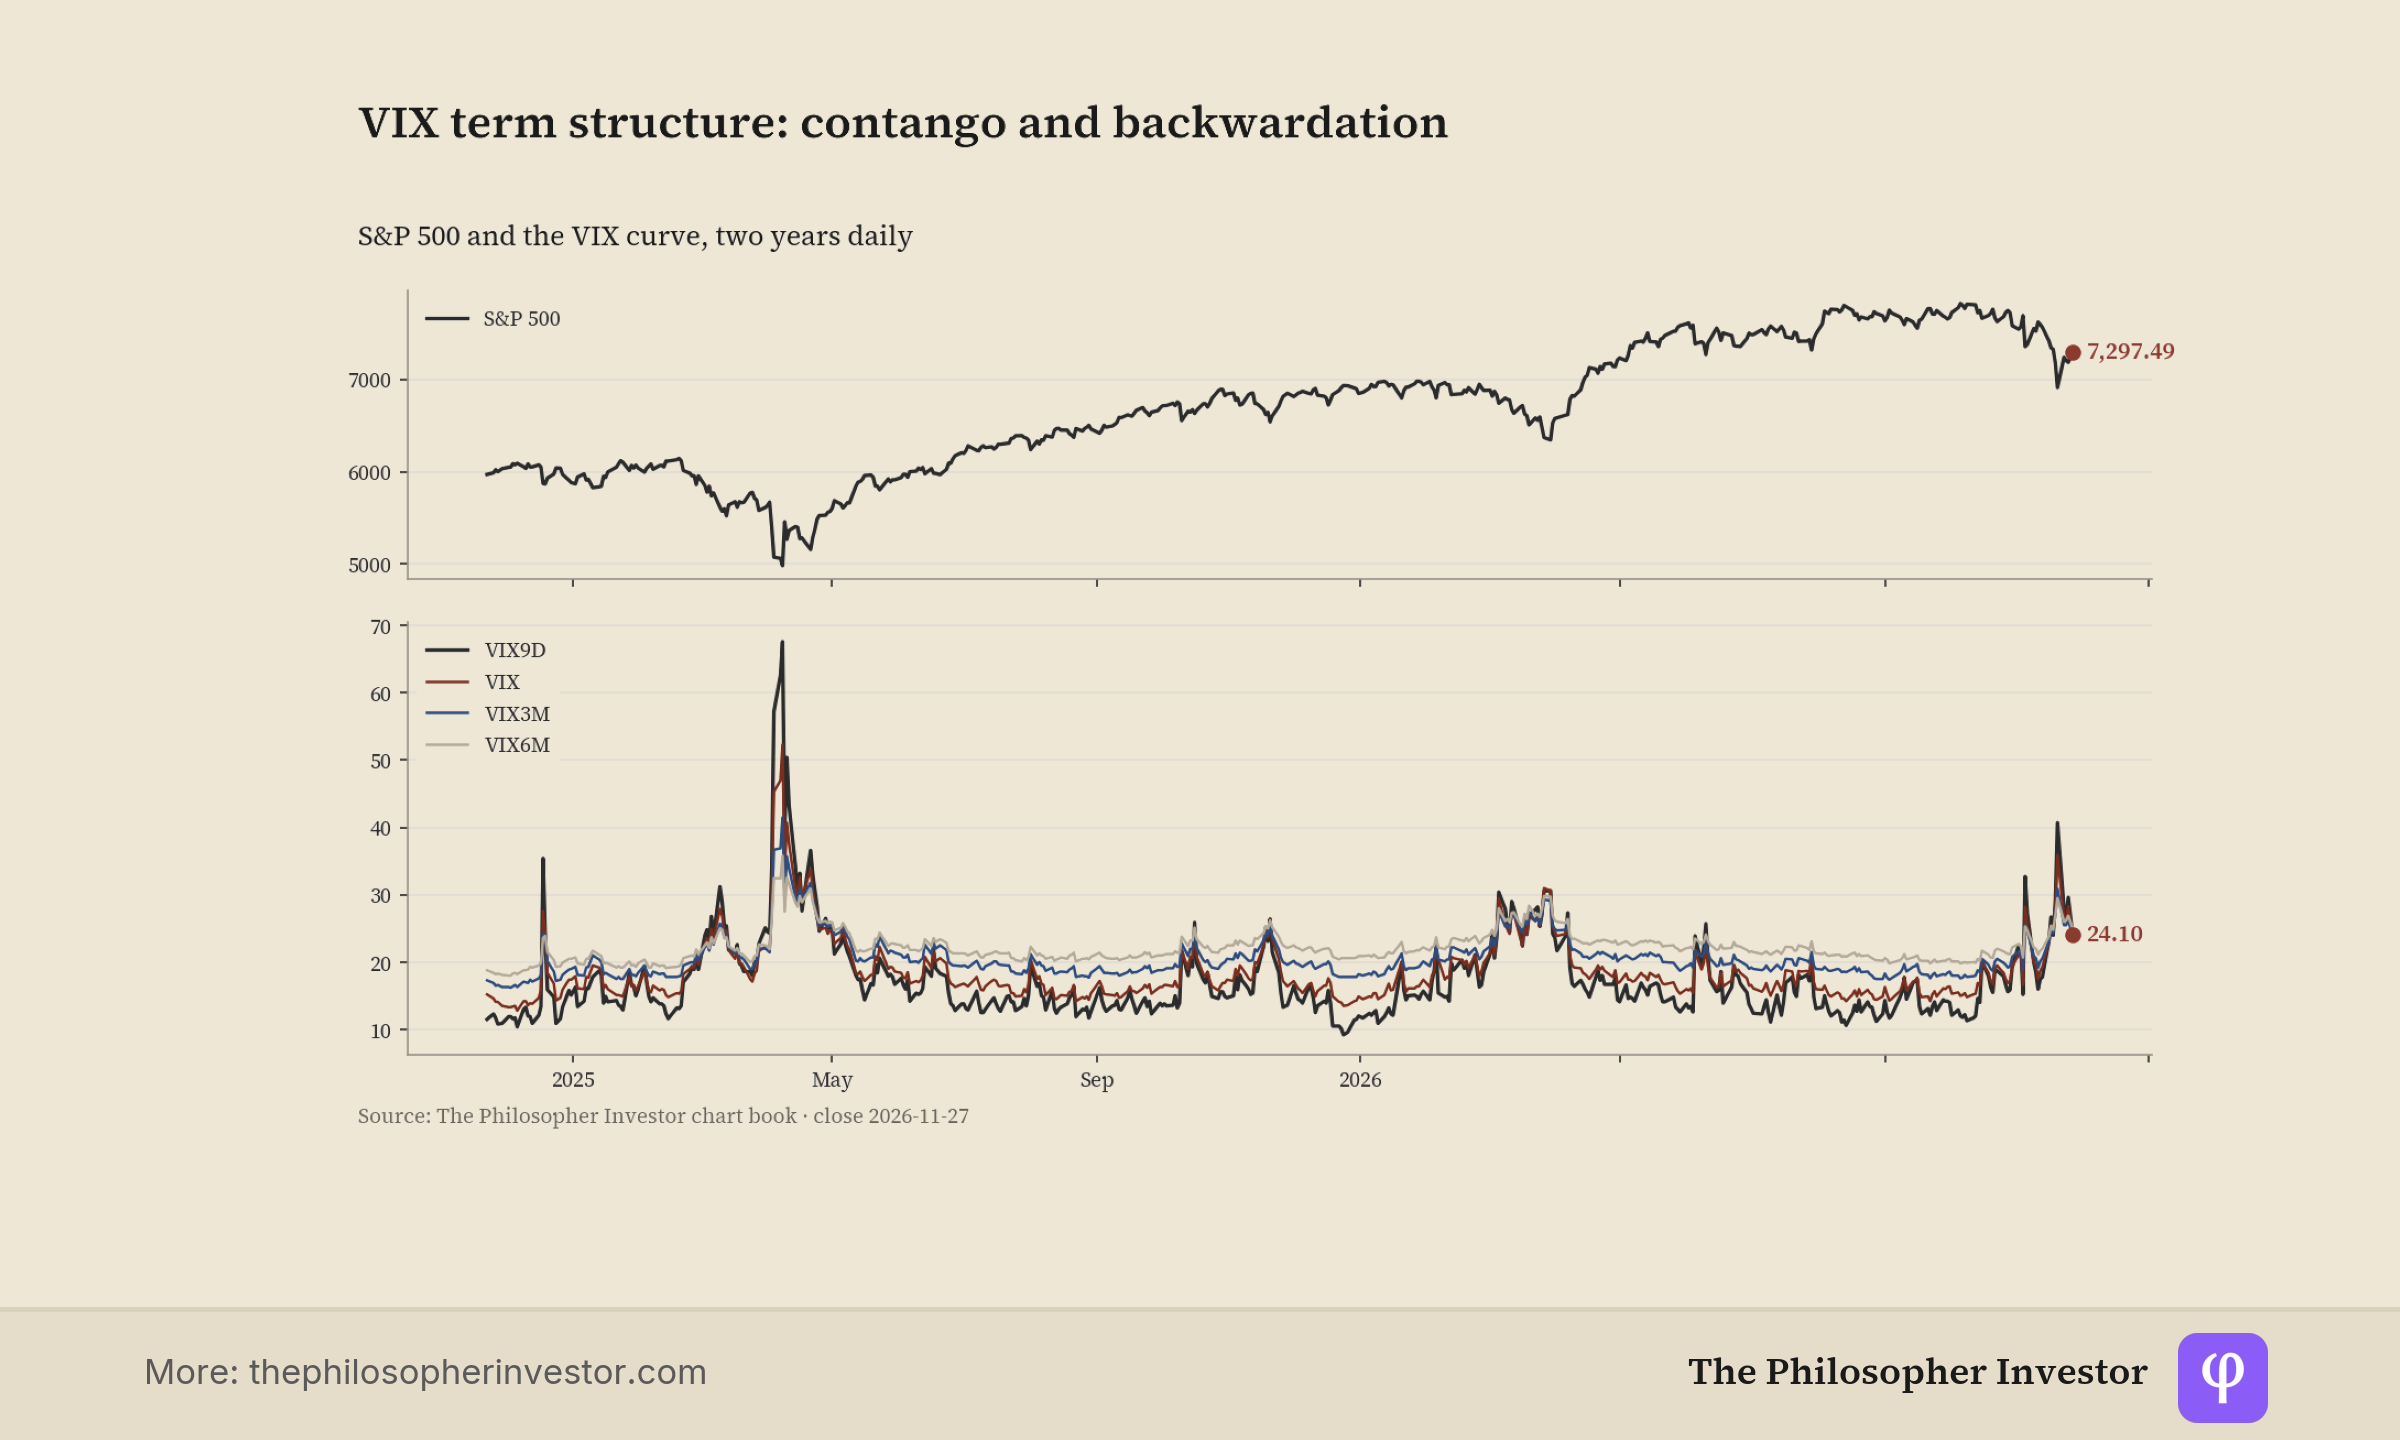 VIX term structure: contango and backwardation
S&P 500 and the VIX curve, two years daily
S&P 500
7,297.49
7000
6000
5000
70
60
50
40
30
20
10
VIX9D
VIX
VIX3M
VIX6M
24.10
2025 May Sep 2026
Source: The Philosopher Investor chart book · close 2026-11-27
More: thephilosopherinvestor.com
The Philosopher Investor
φ